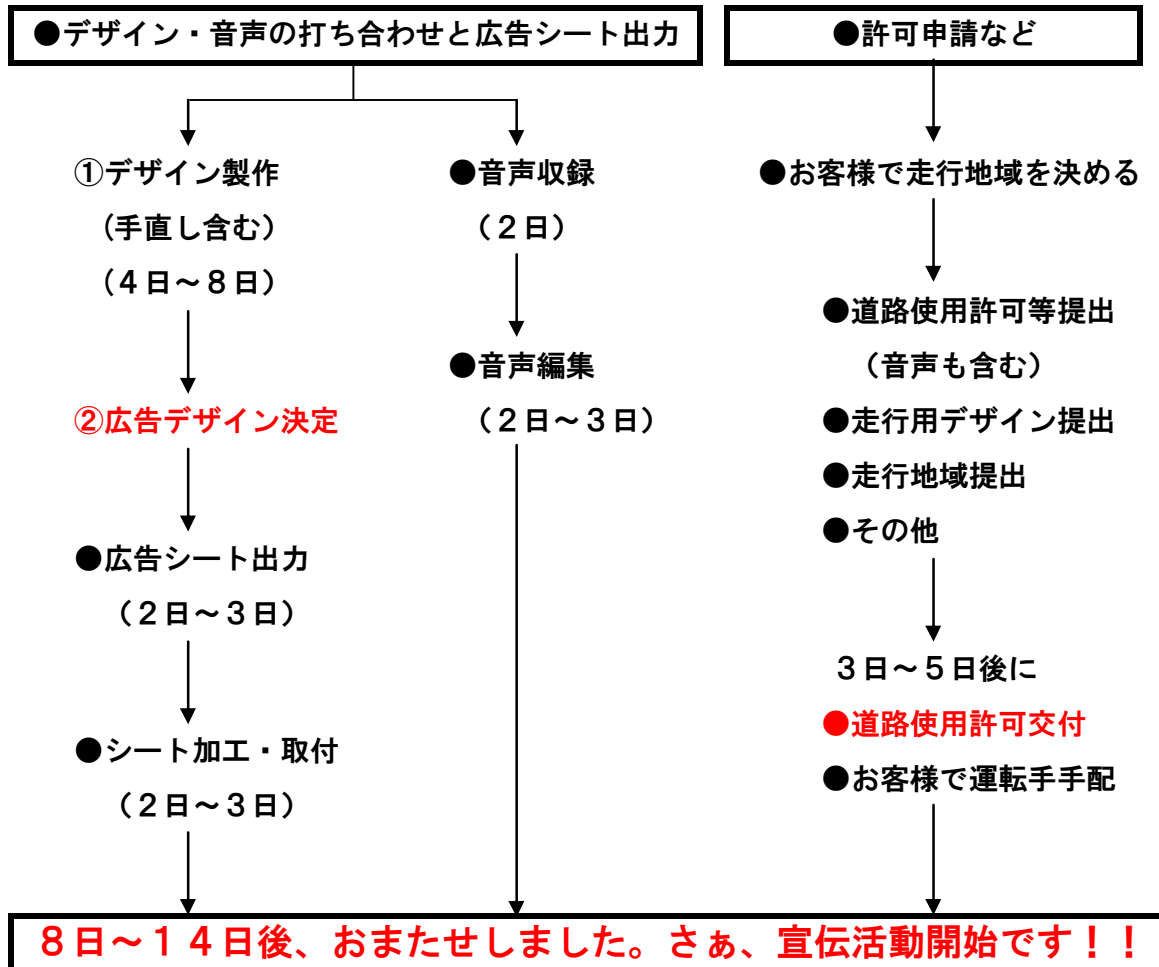 ●デザイン・音声の打ち合わせと広告シート出力
①デザイン製作
(手直し含む)
(4日~8日)
②広告デザイン決定
●広告シート出力
(2日~3日)
●シート加工・取付
(2日~3日)
●音声収録
(2日)
●音声編集
(2日~3日)
●許可申請など
●お客様で走行地域を決める
●道路使用許可等提出
(音声も含む)
●走行用デザイン提出
●走行地域提出
●その他
3日~5日後に
●道路使用許可交付
●お客様で運転手手配
8日~14日後、おまたせしました。さぁ、宣伝活動開始です!!